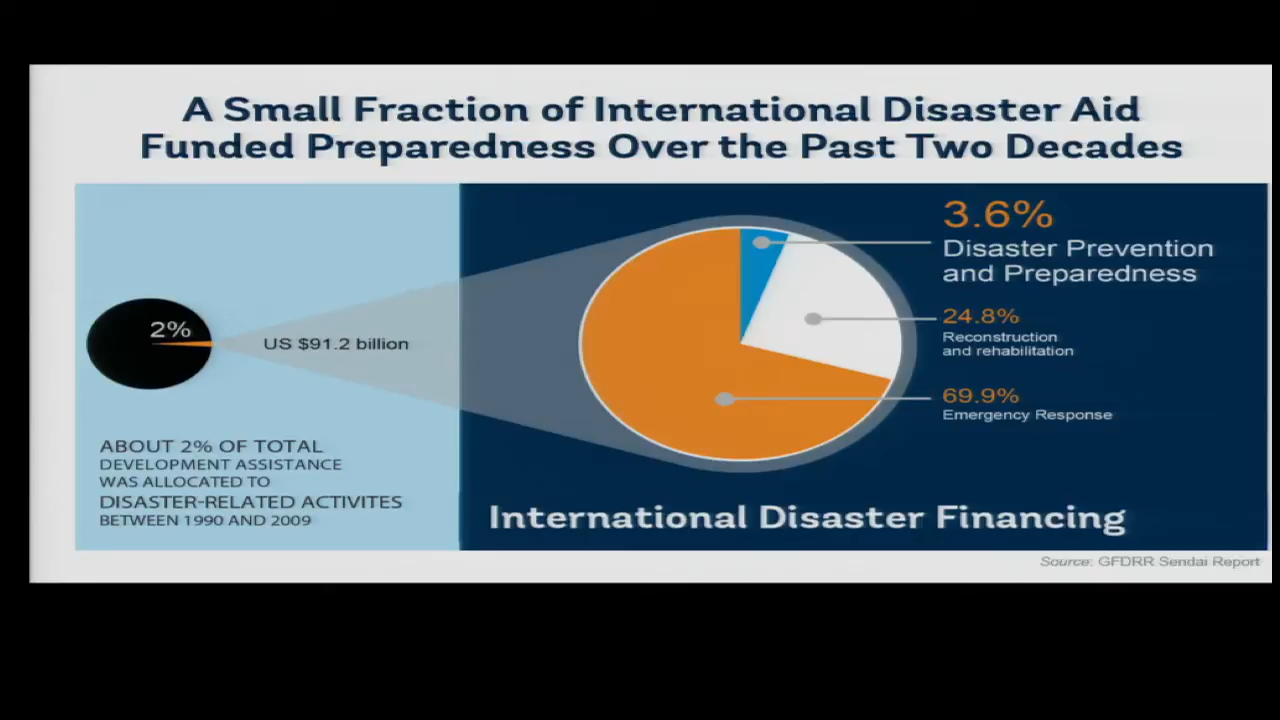 A Small Fraction of International Disaster Aid
Funded Preparedness Over the Past Two Decades
2%
US $91.2 billion
ABOUT 2% OF TOTAL
DEVELOPMENT ASSISTANCE
WAS ALLOCATED TO
DISASTER-RELATED ACTIVITES
BETWEEN 1990 AND 2009
3.6%
Disaster Prevention
and Preparedness
24.8%
Reconstruction
and rehabilitation
69.9%
Emergency Response
International Disaster Financing
Source: GFDRR Sendai Report